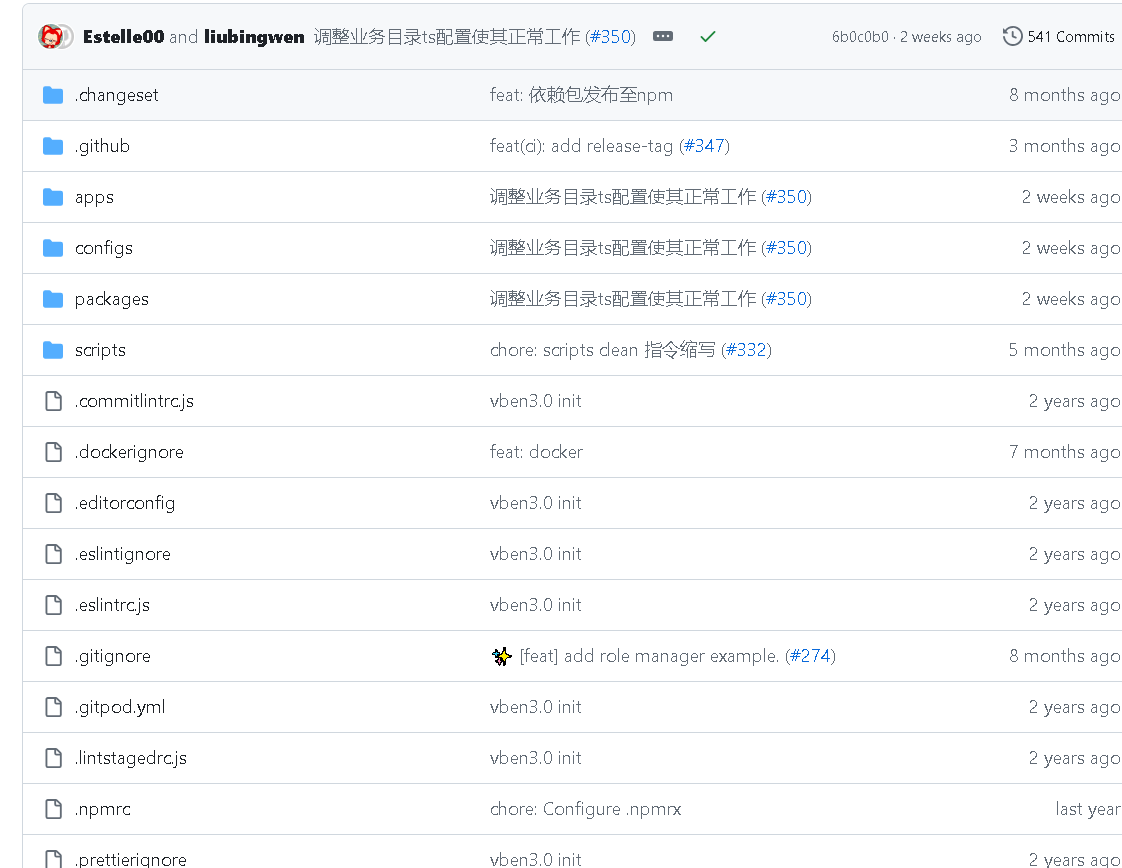 Estelle00 and liubingwen 调整业务目录ts配置使其正常工作 (#350) 6b0c0b0 · 2 weeks ago 541 Commits
.changeset feat: 依赖包发布至npm 8 months ago
.github feat(ci): add release-tag (#347) 3 months ago
apps 调整业务目录ts配置使其正常工作 (#350) 2 weeks ago
configs 调整业务目录ts配置使其正常工作 (#350) 2 weeks ago
packages 调整业务目录ts配置使其正常工作 (#350) 2 weeks ago
scripts chore: scripts clean 指令缩写 (#332) 5 months ago
.commitlintrc.js vben3.0 init 2 years ago
.dockerignore feat: docker 7 months ago
.editorconfig vben3.0 init 2 years ago
.eslintignore vben3.0 init 2 years ago
.eslintrc.js vben3.0 init 2 years ago
.gitignore ✨ [feat] add role manager example. (#274) 8 months ago
.gitpod.yml vben3.0 init 2 years ago
.lintstagedrc.js vben3.0 init 2 years ago
.npmrc chore: Configure .npmrx last year
.prettierignore vben3.0 init 2 years ago